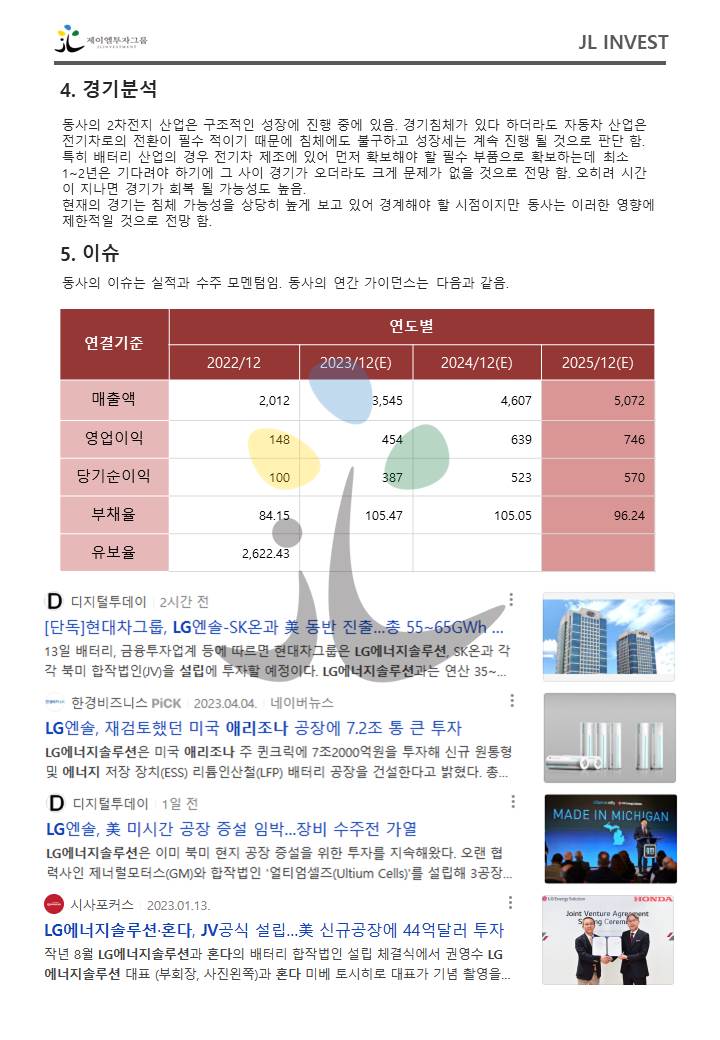 제이엘투자그룹
JLINVESTMENT
JL INVEST
4. 경기분석
동사의 2차전지 산업은 구조적인 성장에 진행 중에 있음. 경기침체가 있다 하더라도 자동차 산업은
전기차로의 전환이 필수 적이기 때문에 침체에도 불구하고 성장세는 계속 진행 될 것으로 판단 함.
특히 배터리 산업의 경우 전기차 제조에 있어 먼저 확보해야 할 필수 부품으로 확보하는데 최소
1~2년은 기다려야 하기에 그 사이 경기가 오더라도 크게 문제가 없을 것으로 전망 함. 오히려 시간
이 지나면 경기가 회복 될 가능성도 높음.
현재의 경기는 침체 가능성을 상당히 높게 보고 있어 경계해야 할 시점이지만 동사는 이러한 영향에
제한적일 것으로 전망 함.
5. 이슈
동사의 이슈는 실적과 수주 모멘텀임. 동사의 연간 가이던스는 다음과 같음.
연결기준 연도별
2022/12 2023/12(E) 2024/12(E) 2025/12(E)
매출액 2,012 3,545 4,607 5,072
영업이익 148 454 639 746
당기순이익 100 387 523 570
부채율 84.15 105.47 105.05 96.24
유보율 2,622.43
D 디지털투데이 2시간 전
[단독]현대차그룹, LG엔솔-SK온과 美 동반 진출...총 55~65GWh ...
13일 배터리, 금융투자업계 등에 따르면 현대차그룹은 LG에너지솔루션, SK온과 각
각 북미 합작법인(JV)을 설립에 투자할 예정이다. LG에너지솔루션과는 연산 35~...
한경비즈니스 PiCK 2023.04.04. 네이버뉴스
LG엔솔, 재검토했던 미국 애리조나 공장에 7.2조 통 큰 투자
LG에너지솔루션은 미국 애리조나 주 퀸크릭에 7조2000억원을 투자해 신규 원통형
및 에너지 저장 장치(ESS) 리튬인산철(LFP) 배터리 공장을 건설한다고 밝혔다. 총...
D 디지털투데이 1일 전
LG엔솔, 美 미시간 공장 증설 임박...장비 수주전 가열
LG에너지솔루션은 이미 북미 현지 공장 증설을 위한 투자를 지속해왔다. 오랜 협
력사인 제너럴모터스(GM)와 합작법인 '얼티엄셀즈(Ultium Cells)'를 설립해 3공장...
MADE IN MICHIGAN
시사포커스 2023.01.13.
LG에너지솔루션·혼다, JV공식 설립...美 신규공장에 44억달러 투자
작년 8월 LG에너지솔루션과 혼다의 배터리 합작법인 설립 체결식에서 권영수 LG
에너지솔루션 대표 (부회장, 사진왼쪽)과 혼다 미베 토시히로 대표가 기념 촬영을...
LG Energy Solution HONDA
Joint Venture Agreement